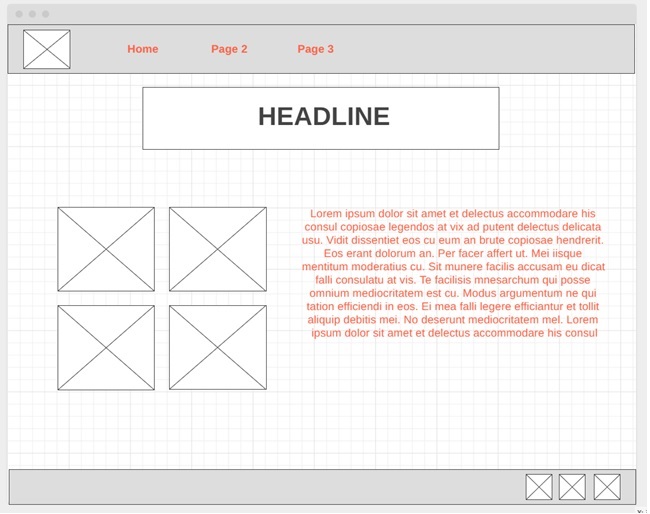 Home Page 2 Page 3
HEADLINE
Lorem ipsum dolor sit amet et delectus accommodare his
consul copiosae legendos at vix ad putent delectus delicata
usu. Vidit dissentiet eos cu eum an brute copiosae hendrerit.
Eos erant dolorum an. Per facer affert ut. Mei iisque
mentitum moderatius cu. Sit munere facilis accusam eu dicat
falli consulatu at vis. Te facilisis mnesarchum qui posse
omnium mediocritatem est cu. Modus argumentum ne qui
tation efficiendi in eos. Ei mea falli legere efficiantur et tollit
aliquip debitis mei. No deserunt mediocritatem mel. Lorem
ipsum dolor sit amet et delectus accommodare his consul